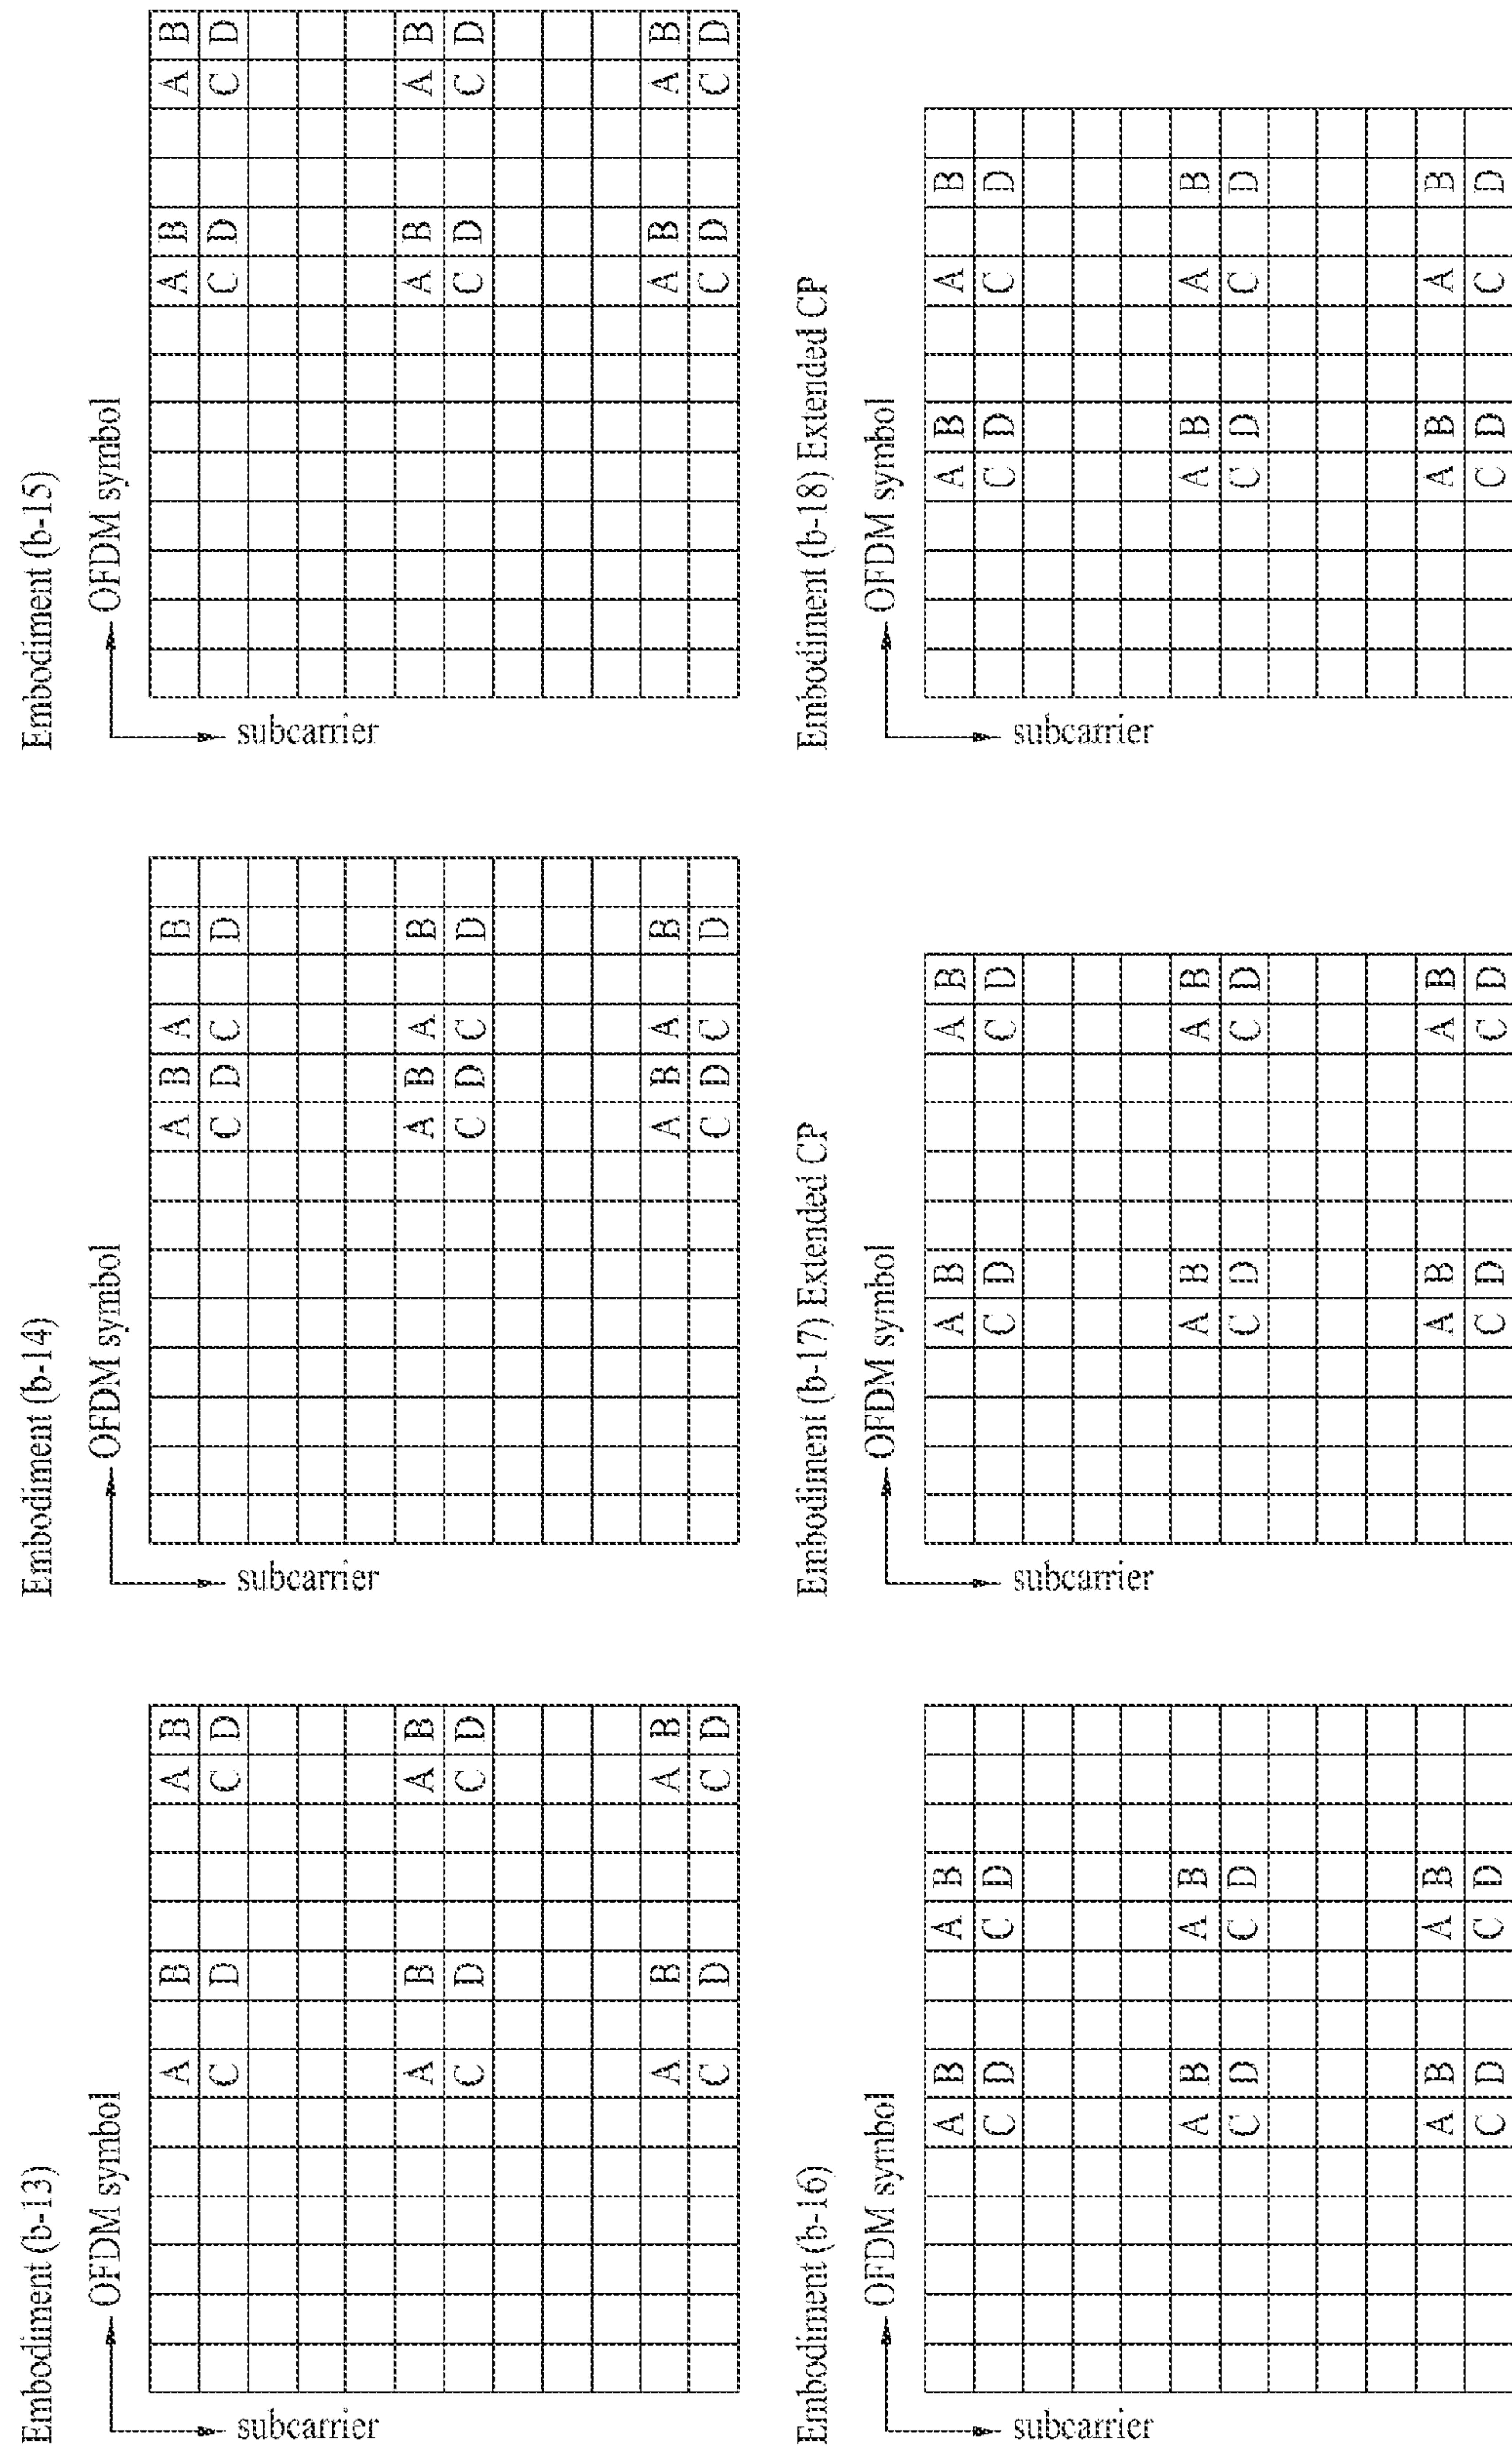 Embodiment (b-13)
OFDM symbol
subcarrier
A B A B
C D C D
A B A B
C D C D
A B A B
C D C D
Embodiment (b-14)
OFDM symbol
subcarrier
A B A B
C D C D
A B A B
C D C D
A B A B
C D C D
Embodiment (b-15)
OFDM symbol
subcarrier
A B A B
C D C D
A B A B
C D C D
A B A B
C D C D
Embodiment (b-16)
OFDM symbol
subcarrier
A B A B
C D C D
A B A B
C D C D
A B A B
C D C D
Embodiment (b-17) Extended CP
OFDM symbol
subcarrier
A B A B
C D C D
A B A B
C D C D
A B A B
C D C D
Embodiment (b-18) Extended CP
OFDM symbol
subcarrier
A B A B
C D C D
A B A B
C D C D
A B A B
C D C D